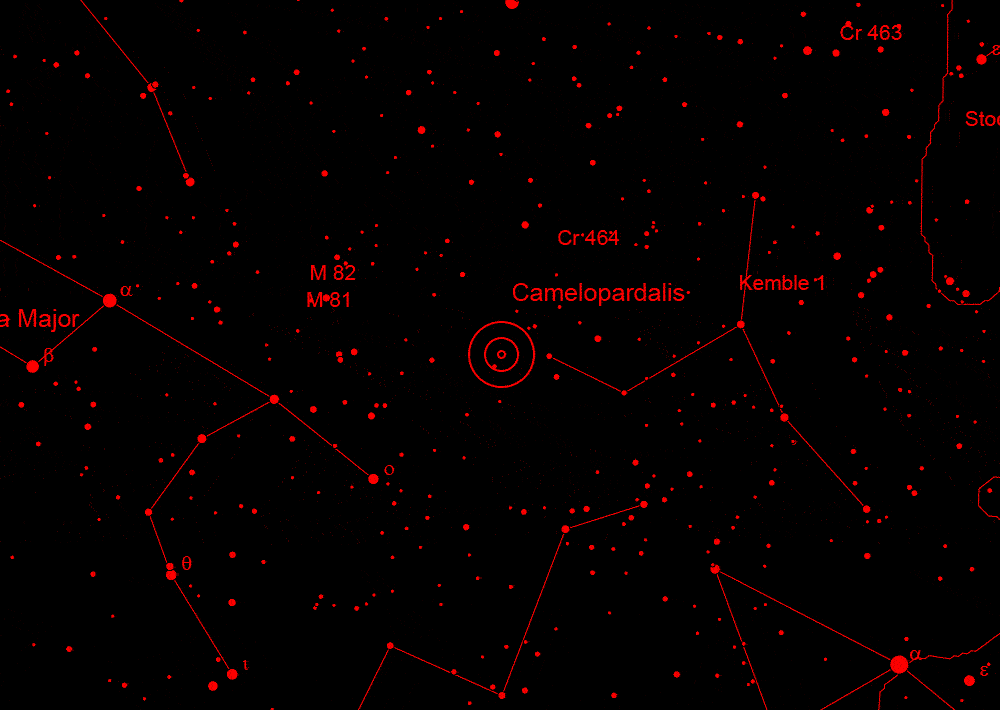 Cr 463
ε
Stoc
Cr 464
M 82
M 81
Camelopardalis
Kemble 1
α
a Major
β
ο
θ
ι
α
ε